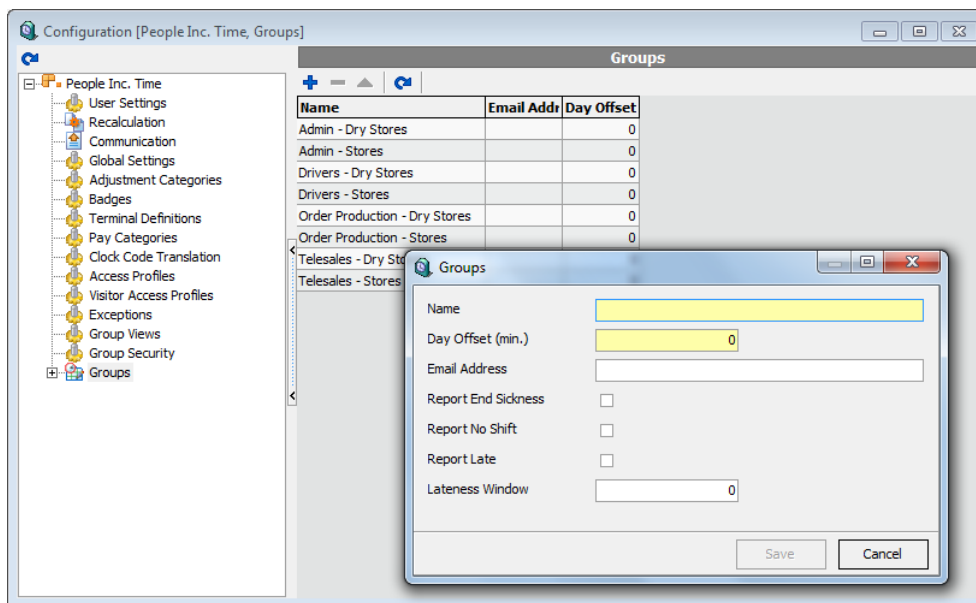 Configuration [People Inc. Time, Groups]
Groups
People Inc. Time
User Settings
Recalculation
Communication
Global Settings
Adjustment Categories
Badges
Terminal Definitions
Pay Categories
Clock Code Translation
Access Profiles
Visitor Access Profiles
Exceptions
Group Views
Group Security
Groups
Name Email Addr Day Offset
Admin - Dry Stores 0
Admin - Stores 0
Drivers - Dry Stores 0
Drivers - Stores 0
Order Production - Dry Stores 0
Order Production - Stores 0
Telesales - Dry Sto
Telesales - Stores
Groups
Name
Day Offset (min.) 0
Email Address
Report End Sickness
Report No Shift
Report Late
Lateness Window 0
Save Cancel